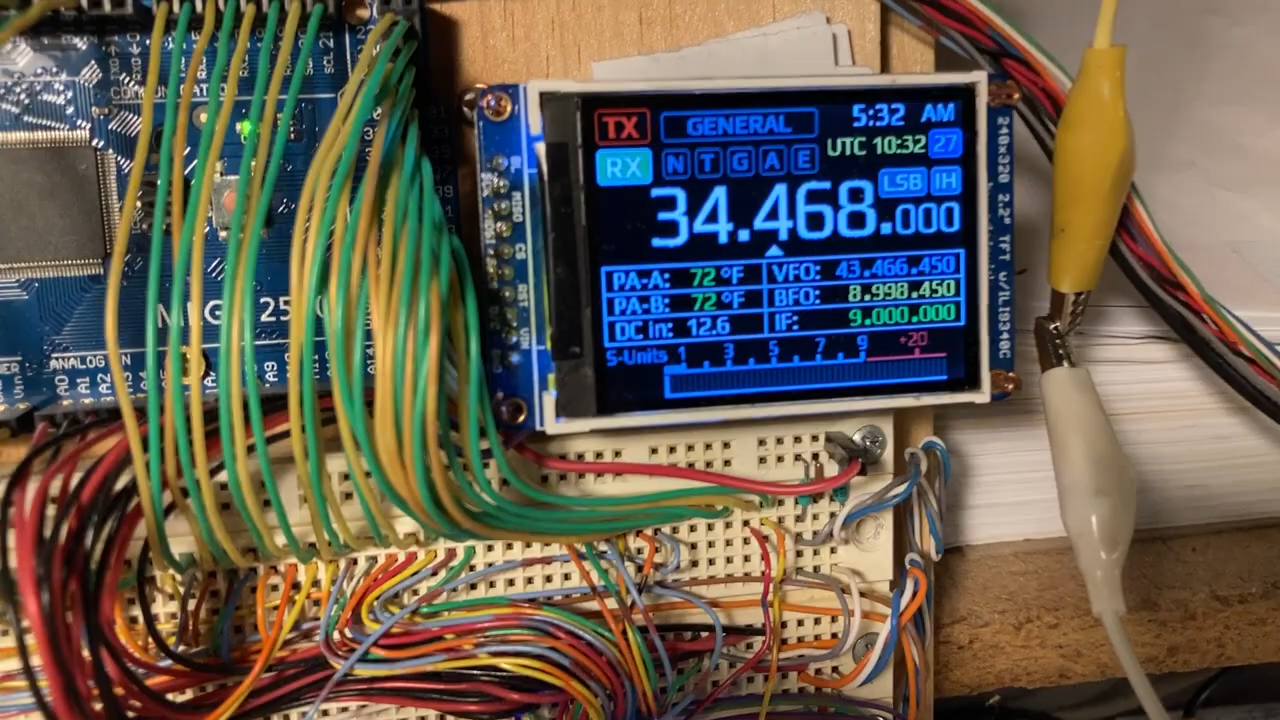 TX GENERAL 5:32 AM
RX N T G A E UTC 10:32 27
LSB IH
34.468.000
PA-A: 72 °F VFO: 43.466.450
PA-B: 72 °F BFO: 8.998.450
DC in: 12.6 IF: 9.000.000
S-Units 1 3 5 7 9 +20
240x320 2.2" TFT w/ILI9340C
MISO
CS
RST
VIN
ANALOG IN
A0
A1
A2
A3
A9
SCL 21